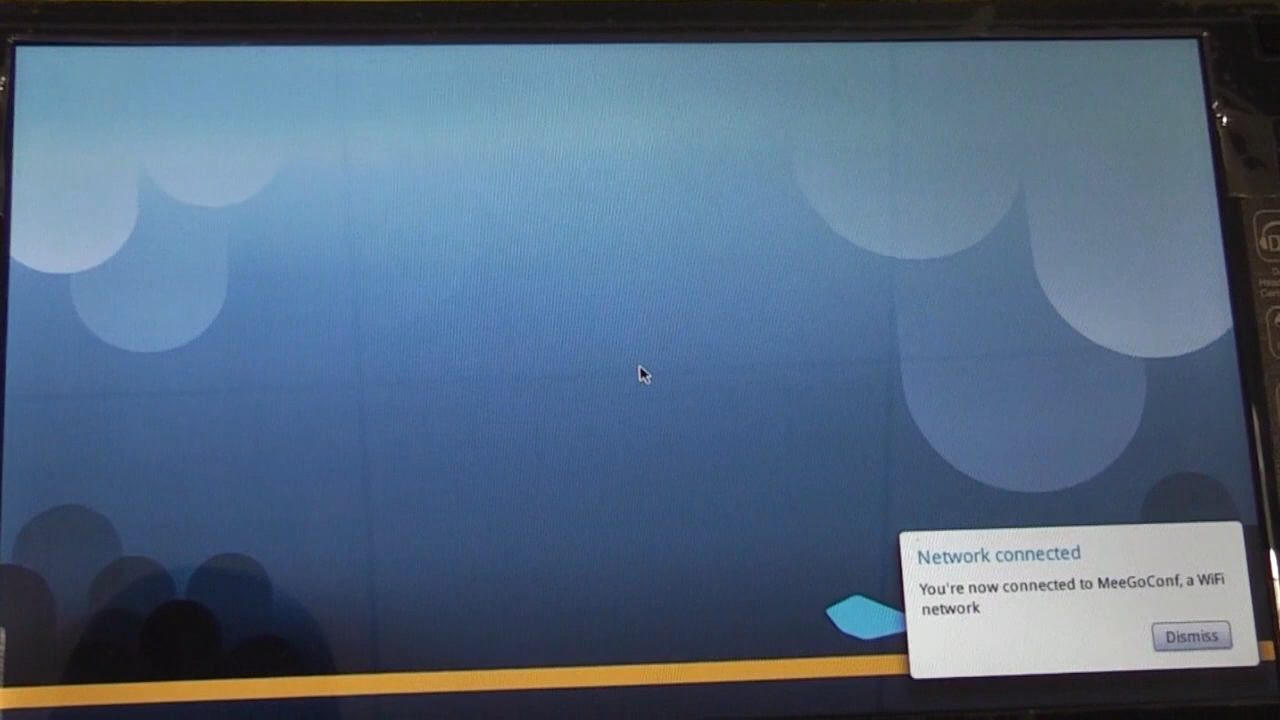 Network connected
You're now connected to MeeGoConf, a WiFi
network
Dismiss